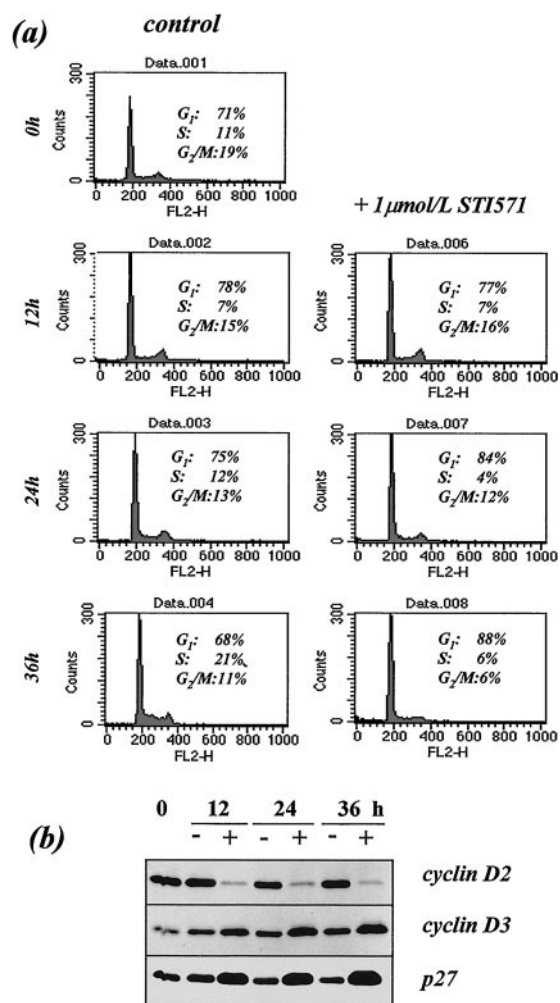 (a)
control
Data.001
0h
Counts
300
0
G1: 71%
S: 11%
G2/M:19%
0 200 400 600 800 1000
FL2-H
+ 1μmol/L STI571
Data.002
12h
Counts
300
0
G1: 78%
S: 7%
G2/M:15%
0 200 400 600 800 1000
FL2-H
Data.006
Counts
300
0
G1: 77%
S: 7%
G2/M:16%
0 200 400 600 800 1000
FL2-H
Data.003
24h
Counts
300
0
G1: 75%
S: 12%
G2/M:13%
0 200 400 600 800 1000
FL2-H
Data.007
Counts
300
0
G1: 84%
S: 4%
G2/M:12%
0 200 400 600 800 1000
FL2-H
Data.004
36h
Counts
300
0
G1: 68%
S: 21%
G2/M:11%
0 200 400 600 800 1000
FL2-H
Data.008
Counts
300
0
G1: 88%
S: 6%
G2/M:6%
0 200 400 600 800 1000
FL2-H
(b)
0 12 24 36 h
- + - + - +
cyclin D2
cyclin D3
p27